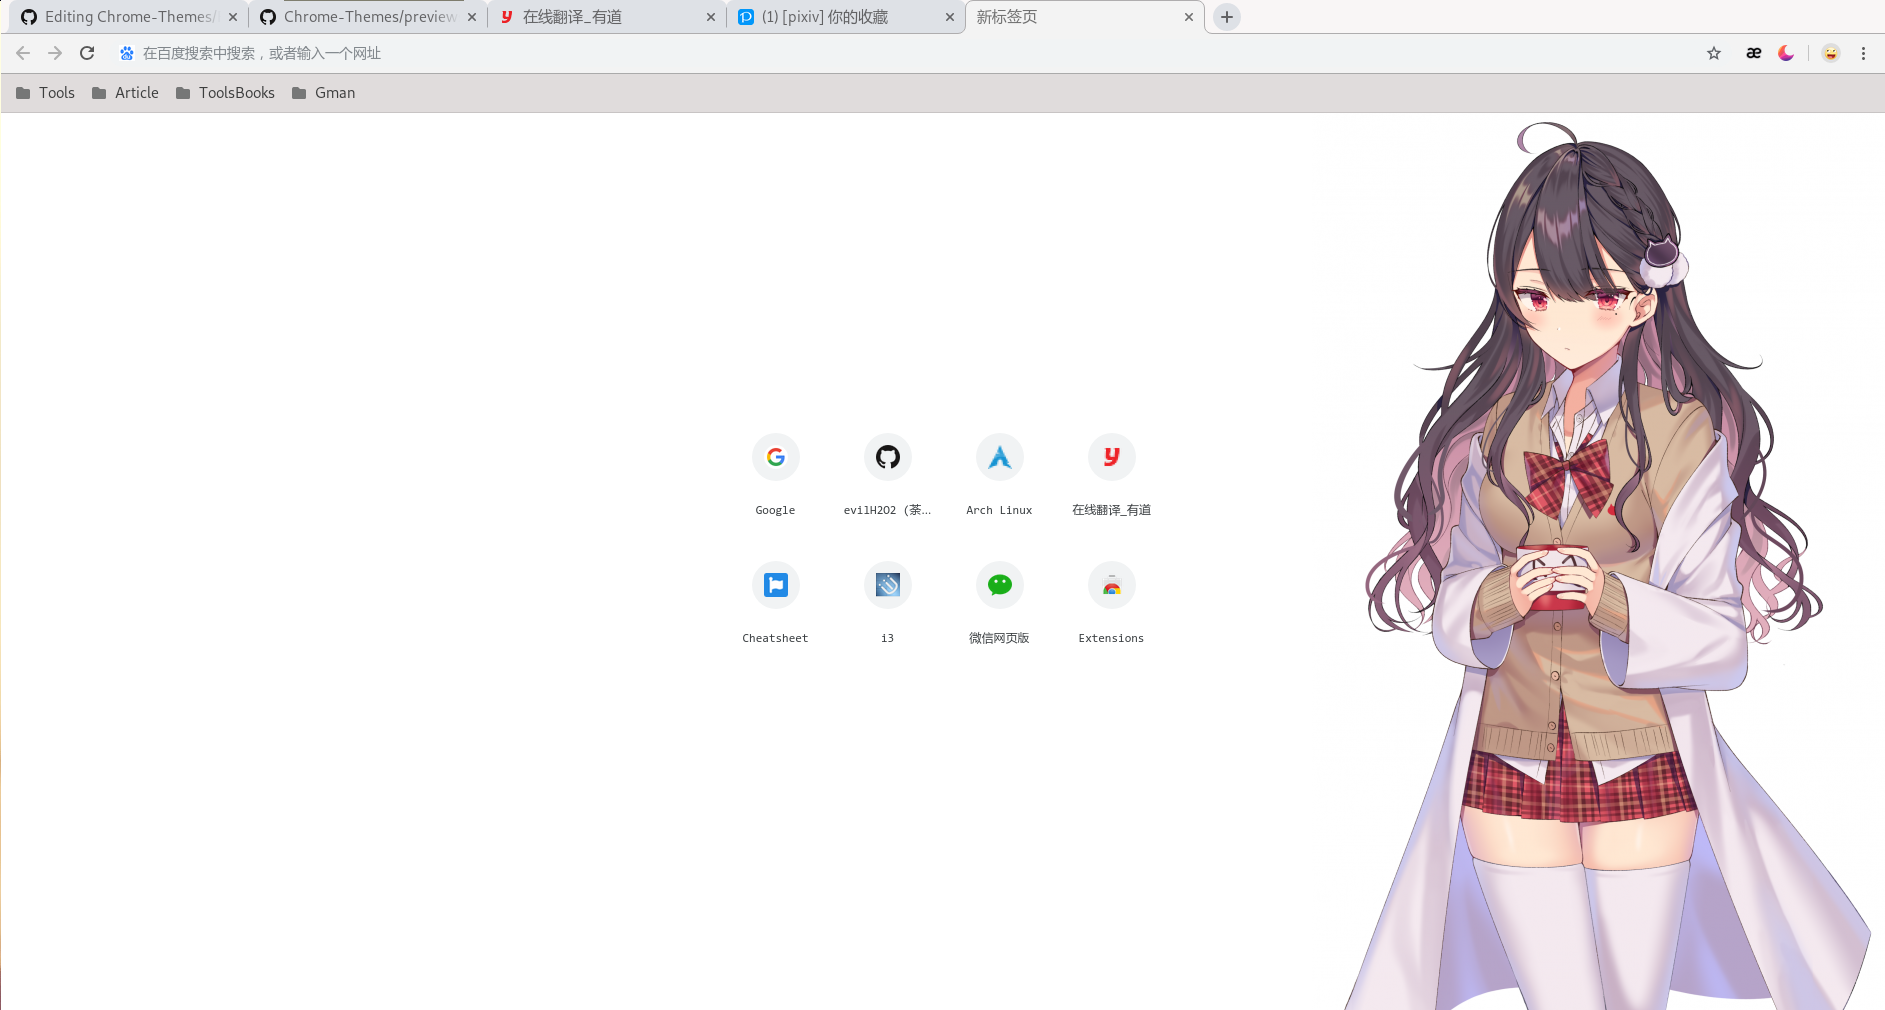 Editing Chrome-Themes/
Chrome-Themes/preview
在线翻译_有道
(1) [pixiv] 你的收藏
新标签页
在百度搜索中搜索，或者输入一个网址
æ
Tools
Article
ToolsBooks
Gman
Google
evilH2O2 (荼...
Arch Linux
在线翻译_有道
Cheatsheet
i3
微信网页版
Extensions